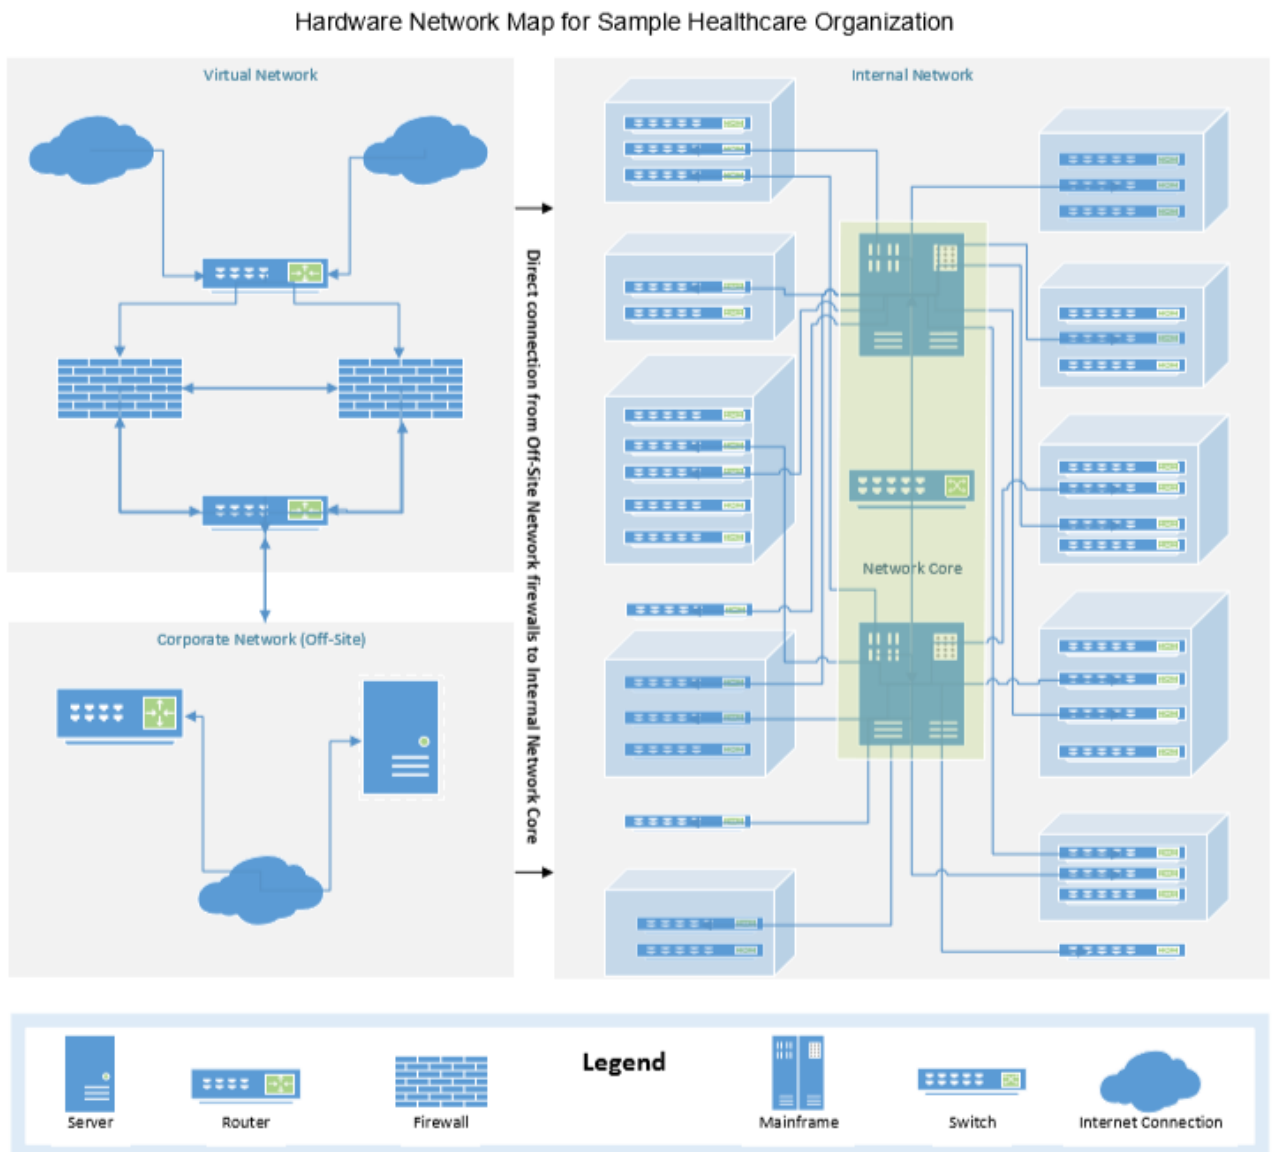 Hardware Network Map for Sample Healthcare Organization
Virtual Network
Internal Network
Direct connection from Off-Site Network firewalls to Internal Network Core
Network Core
Corporate Network (Off-Site)
Legend
Server
Router
Firewall
Mainframe
Switch
Internet Connection